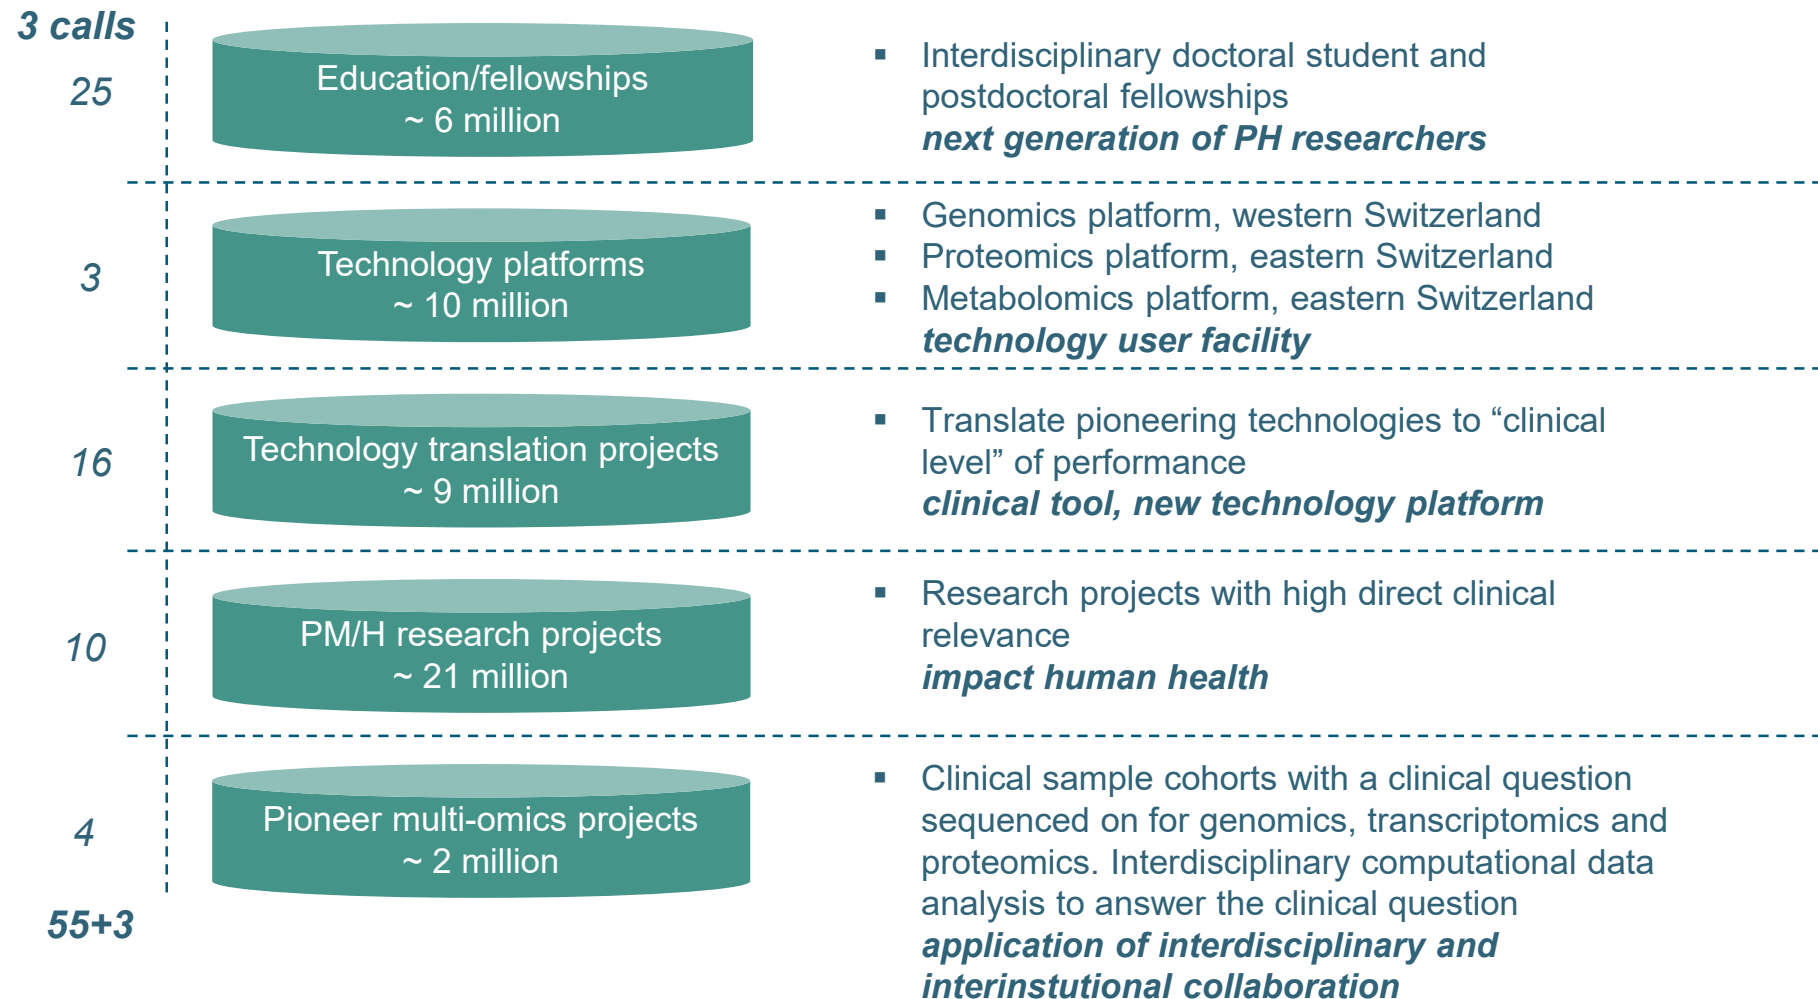 3 calls
25
Education/fellowships
~ 6 million
▪ Interdisciplinary doctoral student and
postdoctoral fellowships
next generation of PH researchers
3
Technology platforms
~ 10 million
▪ Genomics platform, western Switzerland
▪ Proteomics platform, eastern Switzerland
▪ Metabolomics platform, eastern Switzerland
technology user facility
16
Technology translation projects
~ 9 million
▪ Translate pioneering technologies to “clinical
level” of performance
clinical tool, new technology platform
10
PM/H research projects
~ 21 million
▪ Research projects with high direct clinical
relevance
impact human health
4
Pioneer multi-omics projects
~ 2 million
▪ Clinical sample cohorts with a clinical question
sequenced on for genomics, transcriptomics and
proteomics. Interdisciplinary computational data
analysis to answer the clinical question
application of interdisciplinary and
interinstutional collaboration
55+3